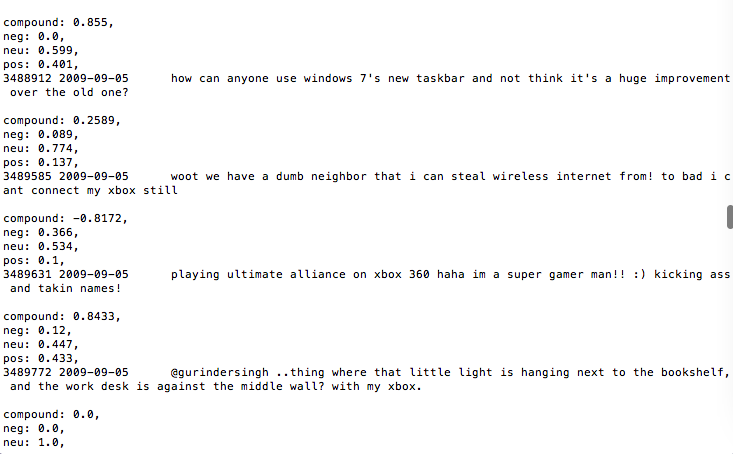 compound: 0.855,
neg: 0.0,
neu: 0.599,
pos: 0.401,
3488912 2009-09-05 how can anyone use windows 7's new taskbar and not think it's a huge improvement
over the old one?
compound: 0.2589,
neg: 0.089,
neu: 0.774,
pos: 0.137,
3489585 2009-09-05 woot we have a dumb neighbor that i can steal wireless internet from! to bad i c
ant connect my xbox still
compound: -0.8172,
neg: 0.366,
neu: 0.534,
pos: 0.1,
3489631 2009-09-05 playing ultimate alliance on xbox 360 haha im a super gamer man!! :) kicking ass
and takin names!
compound: 0.8433,
neg: 0.12,
neu: 0.447,
pos: 0.433,
3489772 2009-09-05 @gurindersingh ..thing where that little light is hanging next to the bookshelf,
and the work desk is against the middle wall? with my xbox.
compound: 0.0,
neg: 0.0,
neu: 1.0,